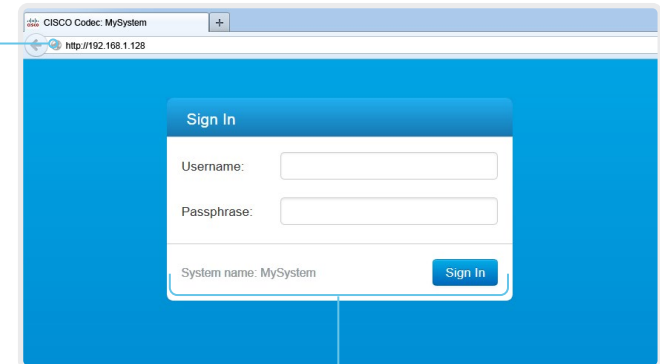 CISCO Codec: MySystem
+
http://192.168.1.128
Sign In
Username:
Passphrase:
System name: MySystem
Sign In